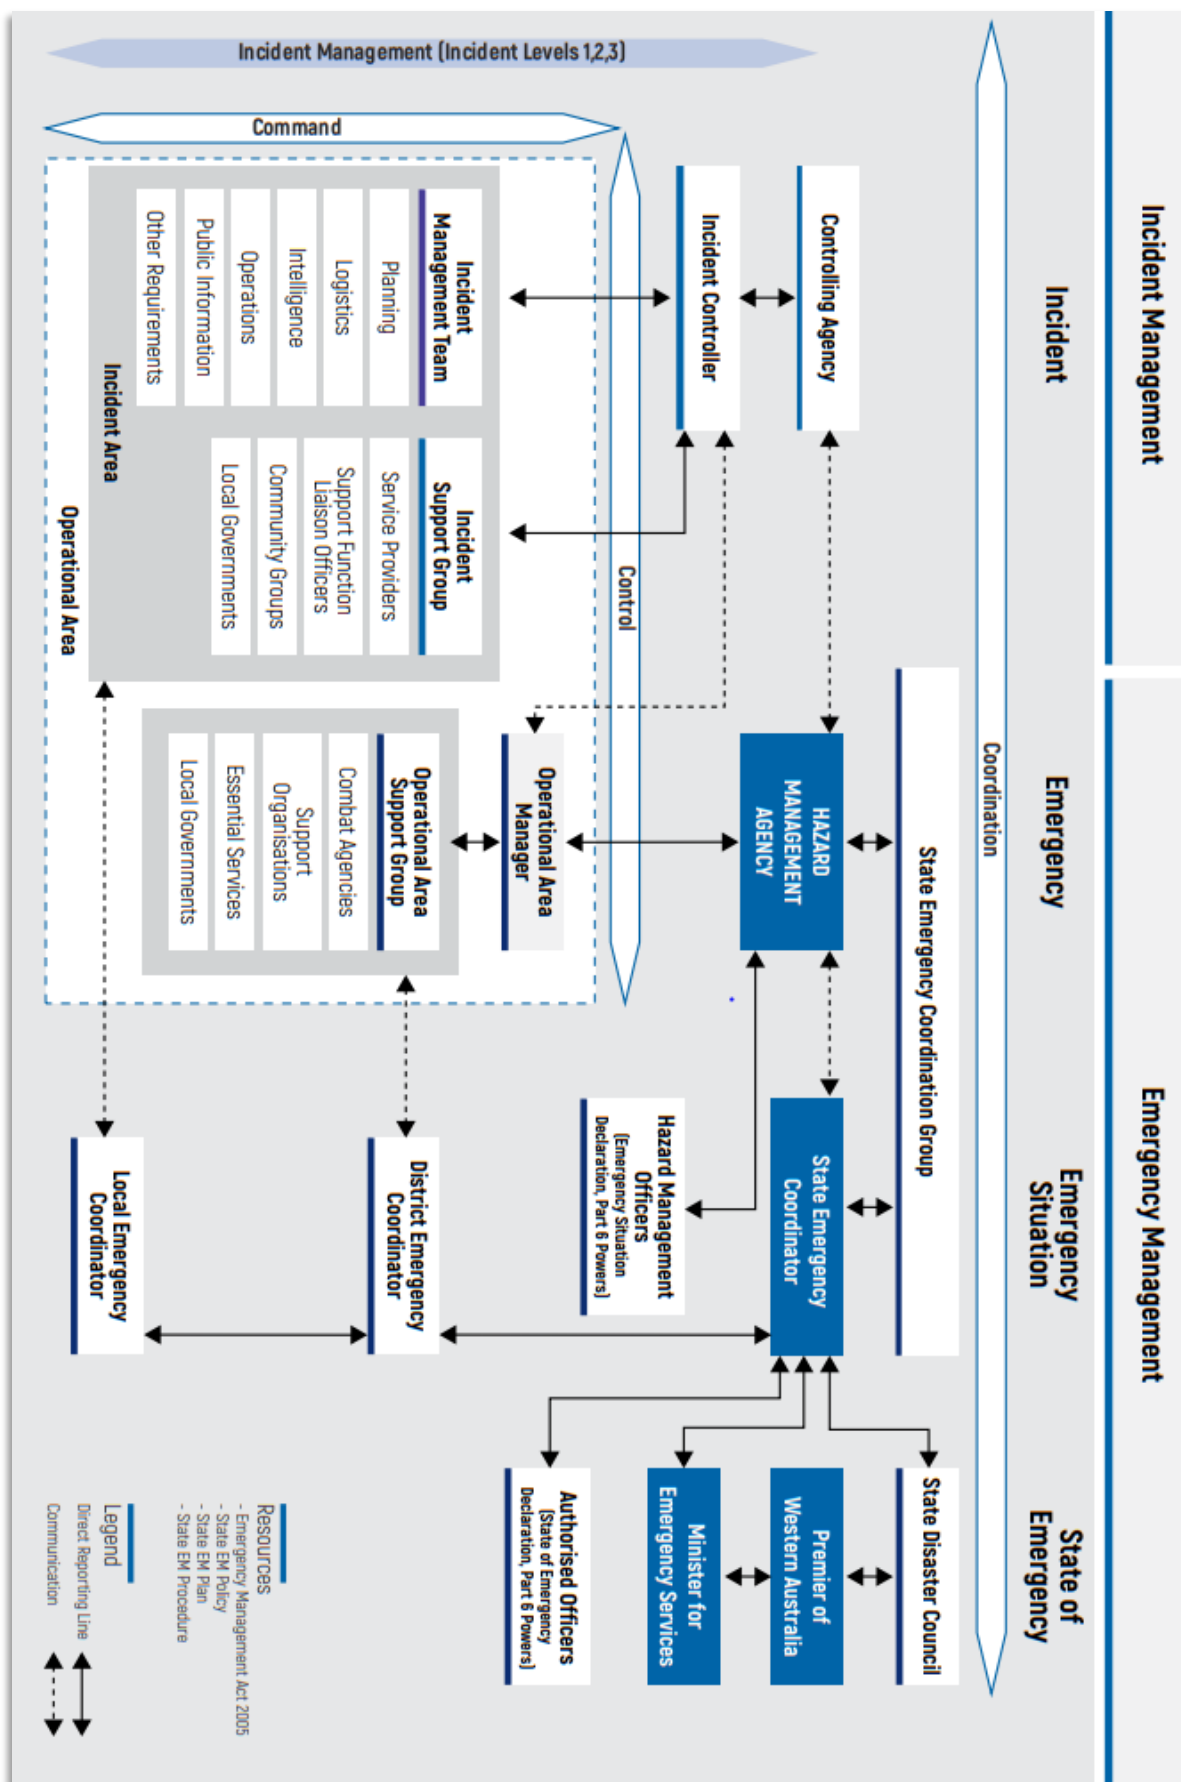 Incident Management
Emergency Management
Incident
Emergency
Emergency
Situation
State of
Emergency
Coordination
State Emergency Coordination Group
State Disaster Council
Controlling Agency
HAZARD
MANAGEMENT
AGENCY
State Emergency
Coordinator
Premier of
Western Australia
Incident Controller
Hazard Management
Officers
(Emergency Situation
Declaration, Part 6 Powers)
Minister for
Emergency Services
Control
Operational Area
Manager
Authorised Officers
(State of Emergency
Declaration, Part 6 Powers)
Incident
Management Team
Planning
Logistics
Intelligence
Operations
Public Information
Other Requirements
Incident
Support Group
Service Providers
Support Function
Liaison Officers
Community Groups
Local Governments
Incident Area
Operational Area
Operational Area
Support Group
Combat Agencies
Support
Organisations
Essential Services
Local Governments
District Emergency
Coordinator
Local Emergency
Coordinator
Command
Incident Management (Incident Levels 1,2,3)
Resources
- Emergency Management Act 2005
- State EM Policy
- State EM Plan
- State EM Procedure
Legend
Direct Reporting Line
Communication